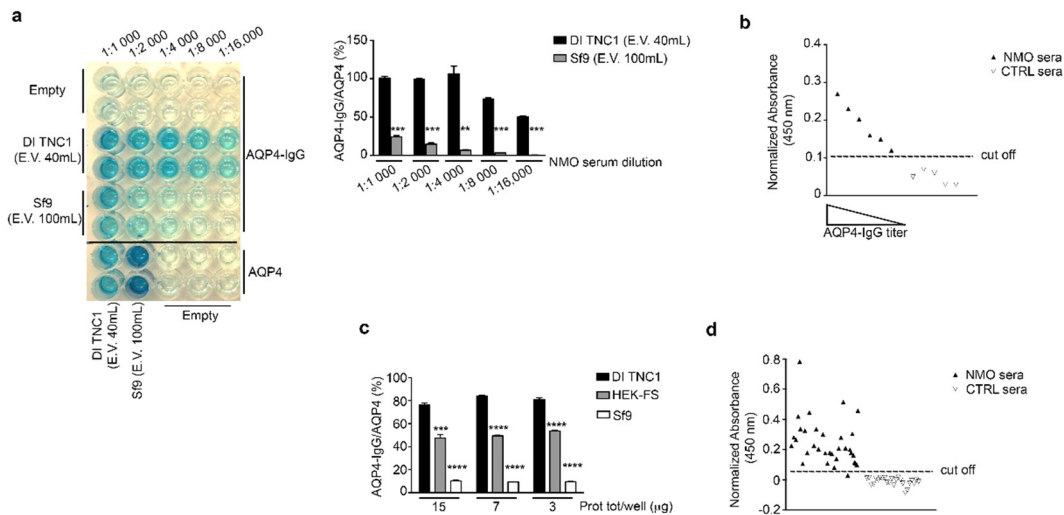 a
1:1 000
1:2 000
1:4 000
1:8 000
1:16.000
Empty
DI TNC1
(E.V. 40mL)
Sf9
(E.V. 100mL)
AQP4-IgG
AQP4
DI TNC1
(E.V. 40mL)
Sf9 (E.V. 100mL)
Empty
AQP4-IgG/AQP4 (%)
150
100
50
0
DI TNC1 (E.V. 40mL)
Sf9 (E.V. 100mL)
***
***
**
***
***
1:1 000
1:2 000
1:4 000
1:8 000
1:16,000
NMO serum dilution
b
Normalized Absorbance
(450 nm)
0.4
0.3
0.2
0.1
0
NMO sera
CTRL sera
cut off
AQP4-IgG titer
c
AQP4-IgG/AQP4 (%)
100
80
60
40
20
0
DI TNC1
HEK-FS
Sf9
***
****
****
****
****
****
15
7
3
Prot tot/well (µg)
d
Normalized Absorbance
(450 nm)
0.8
0.6
0.4
0.2
0
-0.2
NMO sera
CTRL sera
cut off